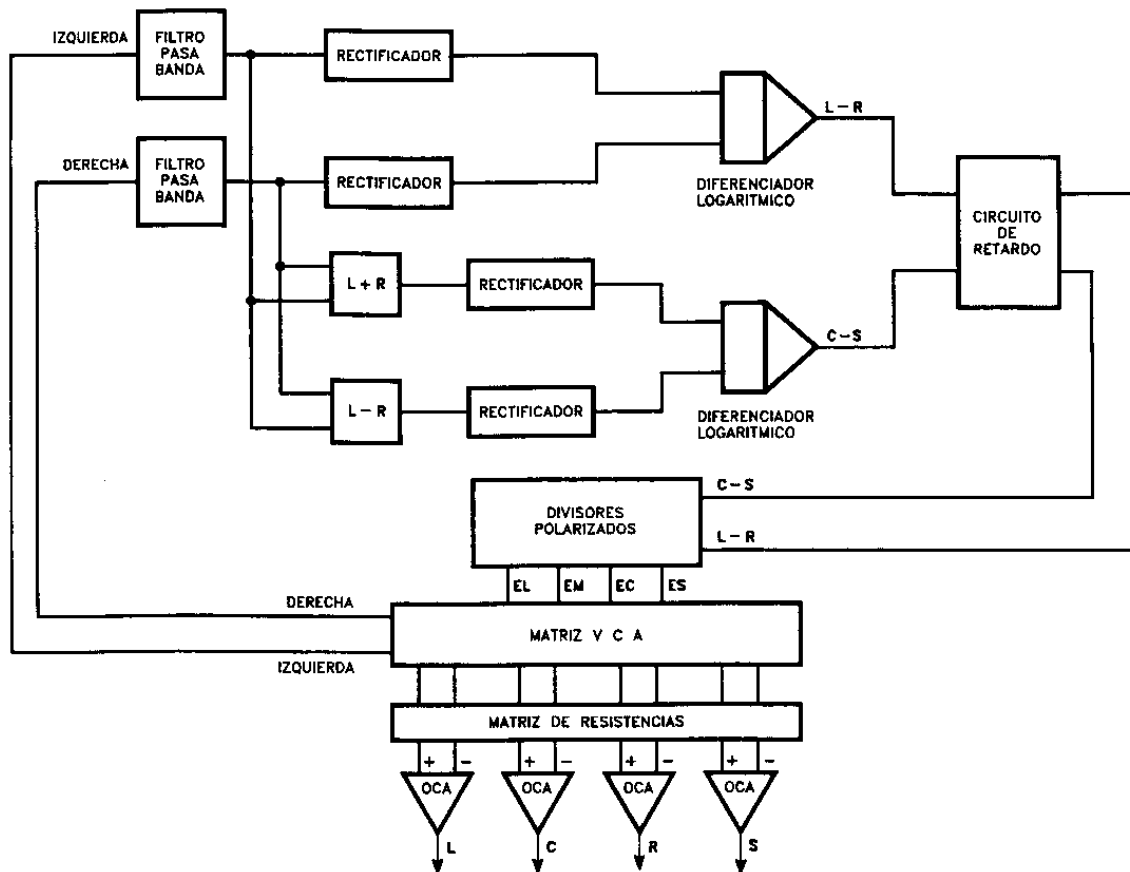 IZQUIERDA
FILTRO
PASA
BANDA
RECTIFICADOR
L-R
DERECHA
FILTRO
PASA
BANDA
RECTIFICADOR
DIFERENCIADOR
LOGARITMICO
CIRCUITO
DE
RETARDO
L+R
RECTIFICADOR
C-S
L-R
RECTIFICADOR
DIFERENCIADOR
LOGARITMICO
C-S
DIVISORES
POLARIZADOS
L-R
EL EM EC ES
DERECHA
MATRIZ V C A
IZQUIERDA
MATRIZ DE RESISTENCIAS
+ - + - + - + -
OCA OCA OCA OCA
L C R S